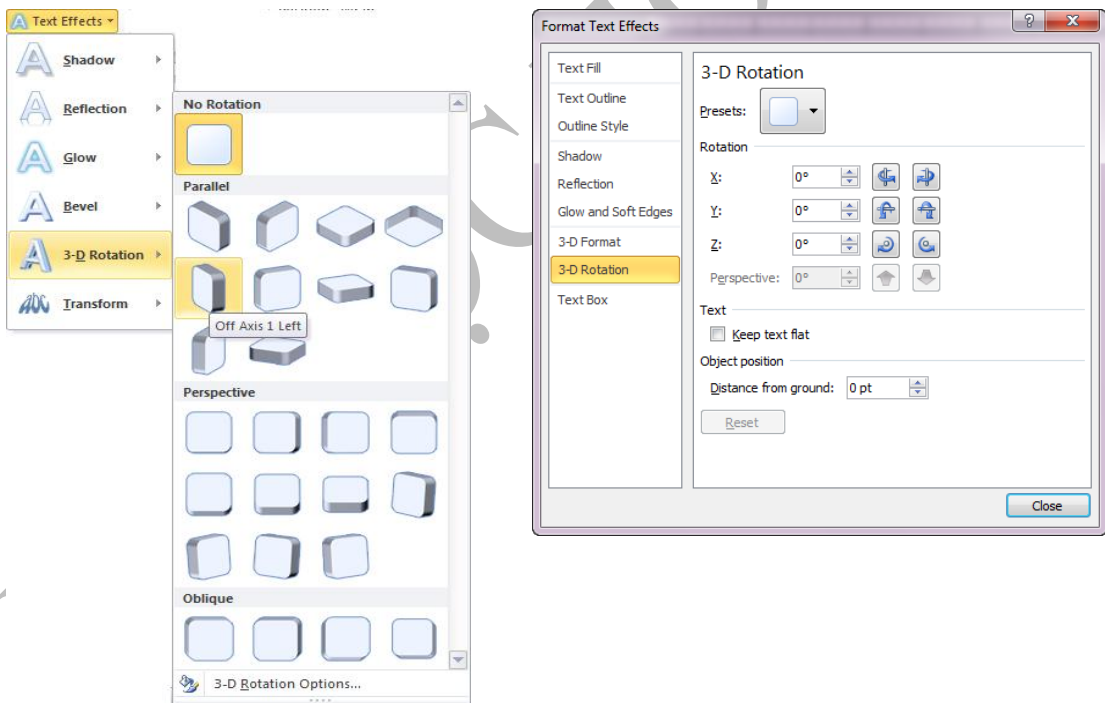 Text Effects
Shadow
Reflection
Glow
Bevel
3-D Rotation
Transform
No Rotation
Parallel
Off Axis 1 Left
Perspective
Oblique
3-D Rotation Options...
Format Text Effects
Text Fill
Text Outline
Outline Style
Shadow
Reflection
Glow and Soft Edges
3-D Format
3-D Rotation
Text Box
3-D Rotation
Presets:
Rotation
X: 0°
Y: 0°
Z: 0°
Perspective: 0°
Text
Keep text flat
Object position
Distance from ground: 0 pt
Reset
Close